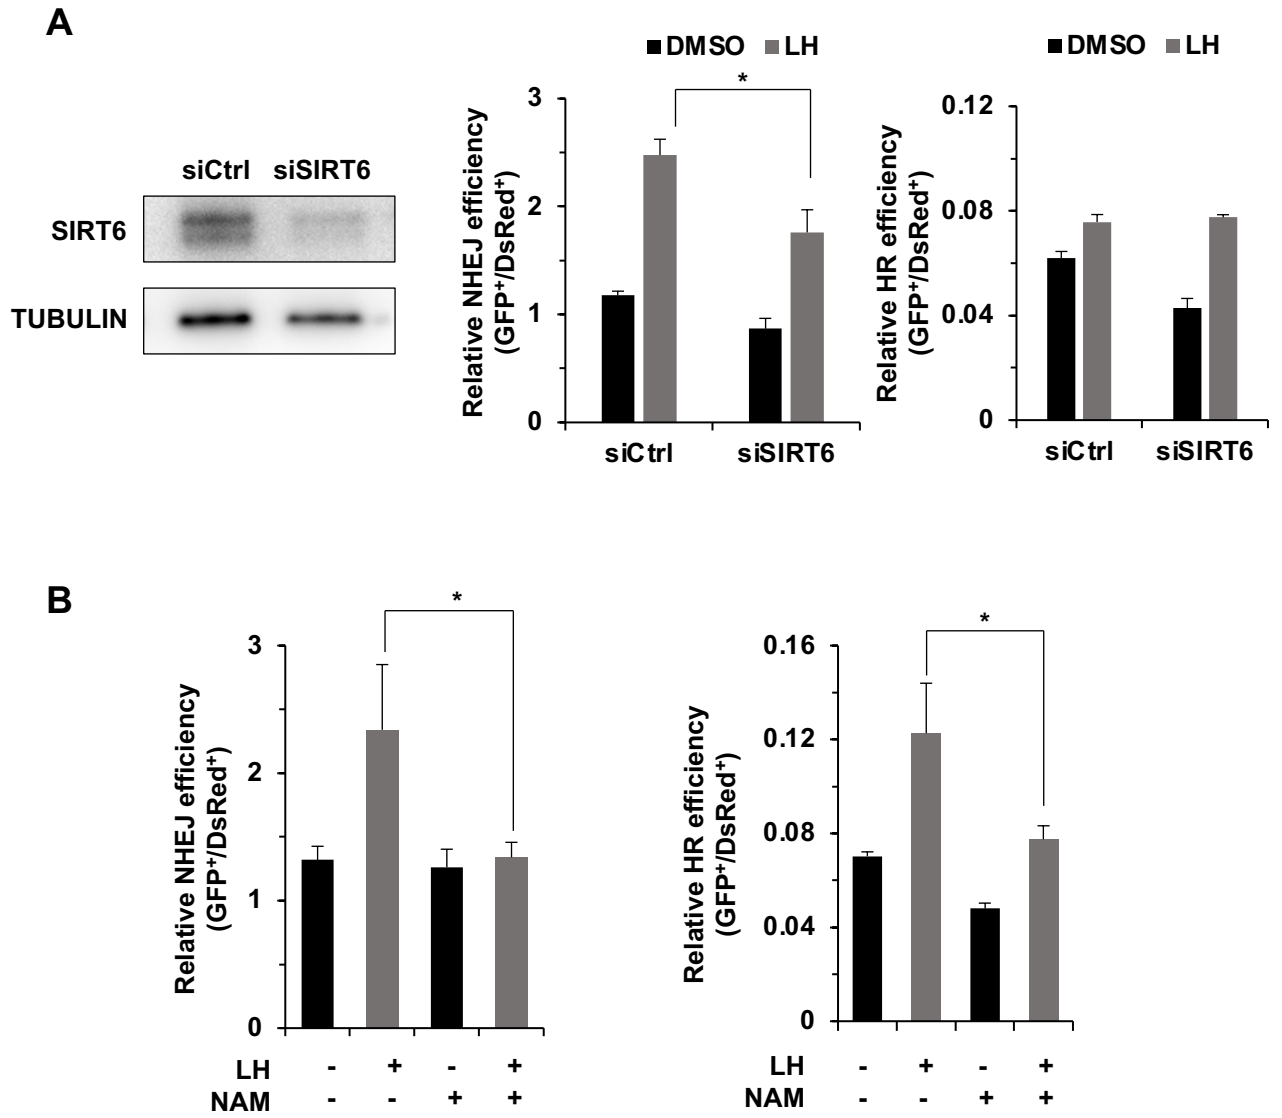 A
siCtrl siSIRT6
SIRT6
TUBULIN
DMSO LH
*
3
2
1
0
Relative NHEJ efficiency
(GFP+/DsRed+)
siCtrl siSIRT6
DMSO LH
0.12
0.08
0.04
0
Relative HR efficiency
(GFP+/DsRed+)
siCtrl siSIRT6
B
*
3
2
1
0
Relative NHEJ efficiency
(GFP+/DsRed+)
LH - + - +
NAM - - + +
*
0.16
0.12
0.08
0.04
0
Relative HR efficiency
(GFP+/DsRed+)
LH - + - +
NAM - - + +